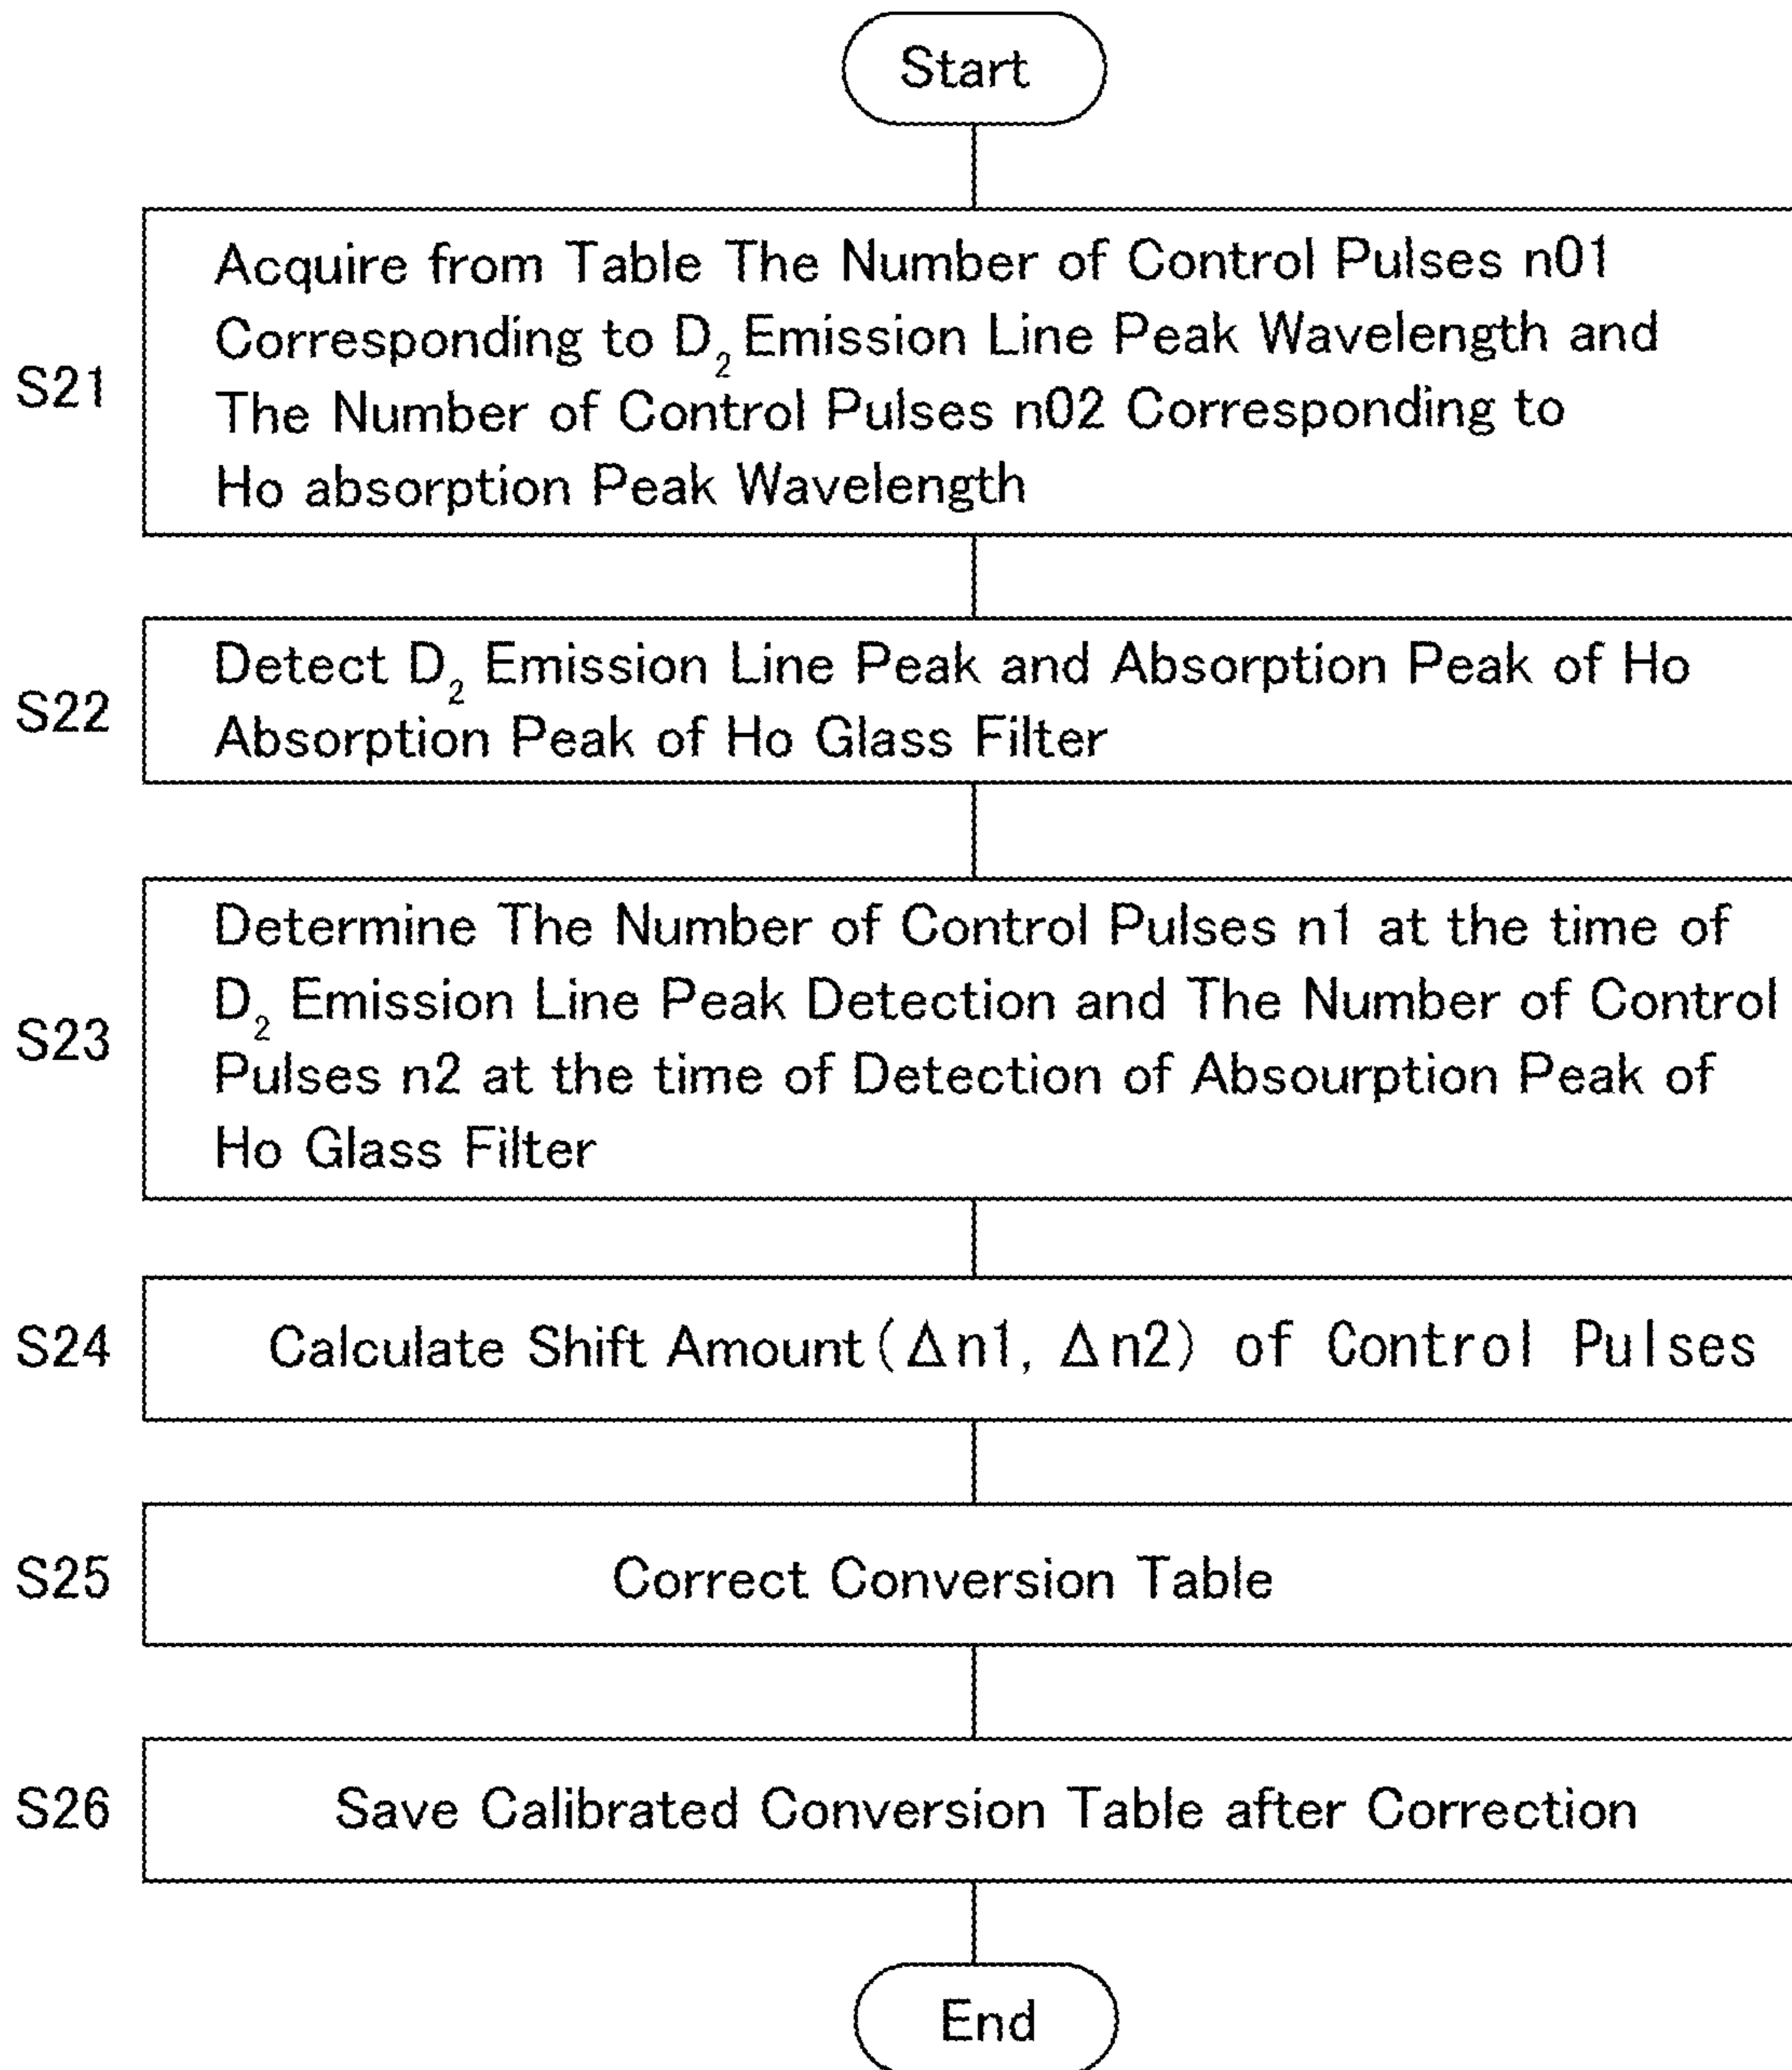 Start
S21
Acquire from Table The Number of Control Pulses n01
Corresponding to D₂ Emission Line Peak Wavelength and
The Number of Control Pulses n02 Corresponding to
Ho absorption Peak Wavelength
S22
Detect D₂ Emission Line Peak and Absorption Peak of Ho
Absorption Peak of Ho Glass Filter
S23
Determine The Number of Control Pulses n1 at the time of
D₂ Emission Line Peak Detection and The Number of Control
Pulses n2 at the time of Detection of Absourption Peak of
Ho Glass Filter
S24
Calculate Shift Amount (Δn1, Δn2) of Control Pulses
S25
Correct Conversion Table
S26
Save Calibrated Conversion Table after Correction
End